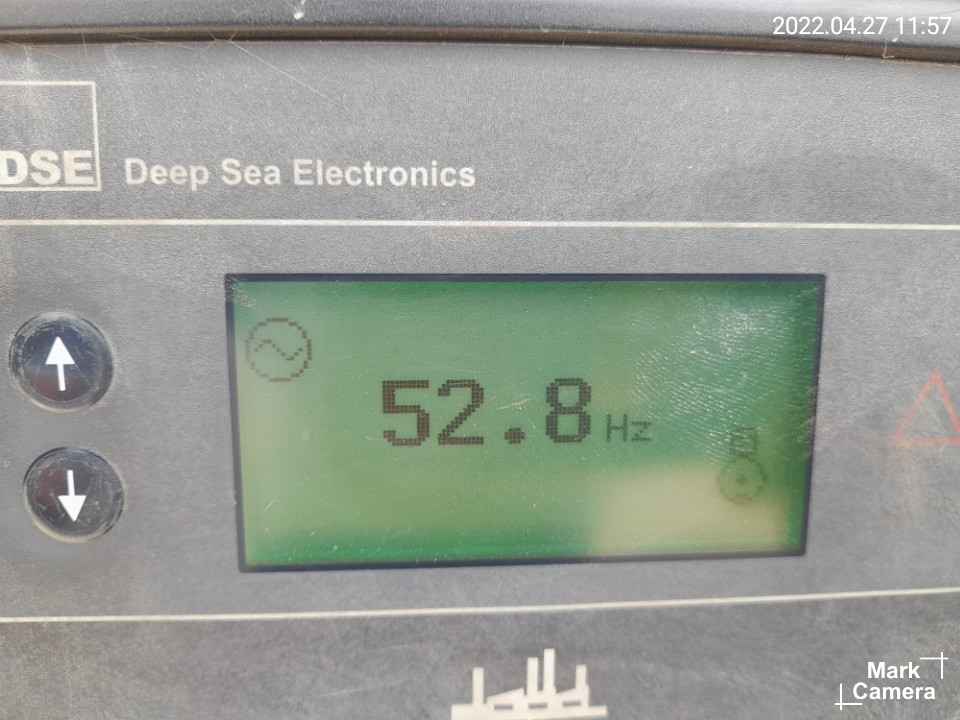 2022.04.27 11:57
DSE
Deep Sea Electronics
52.8 Hz
Mark
Camera